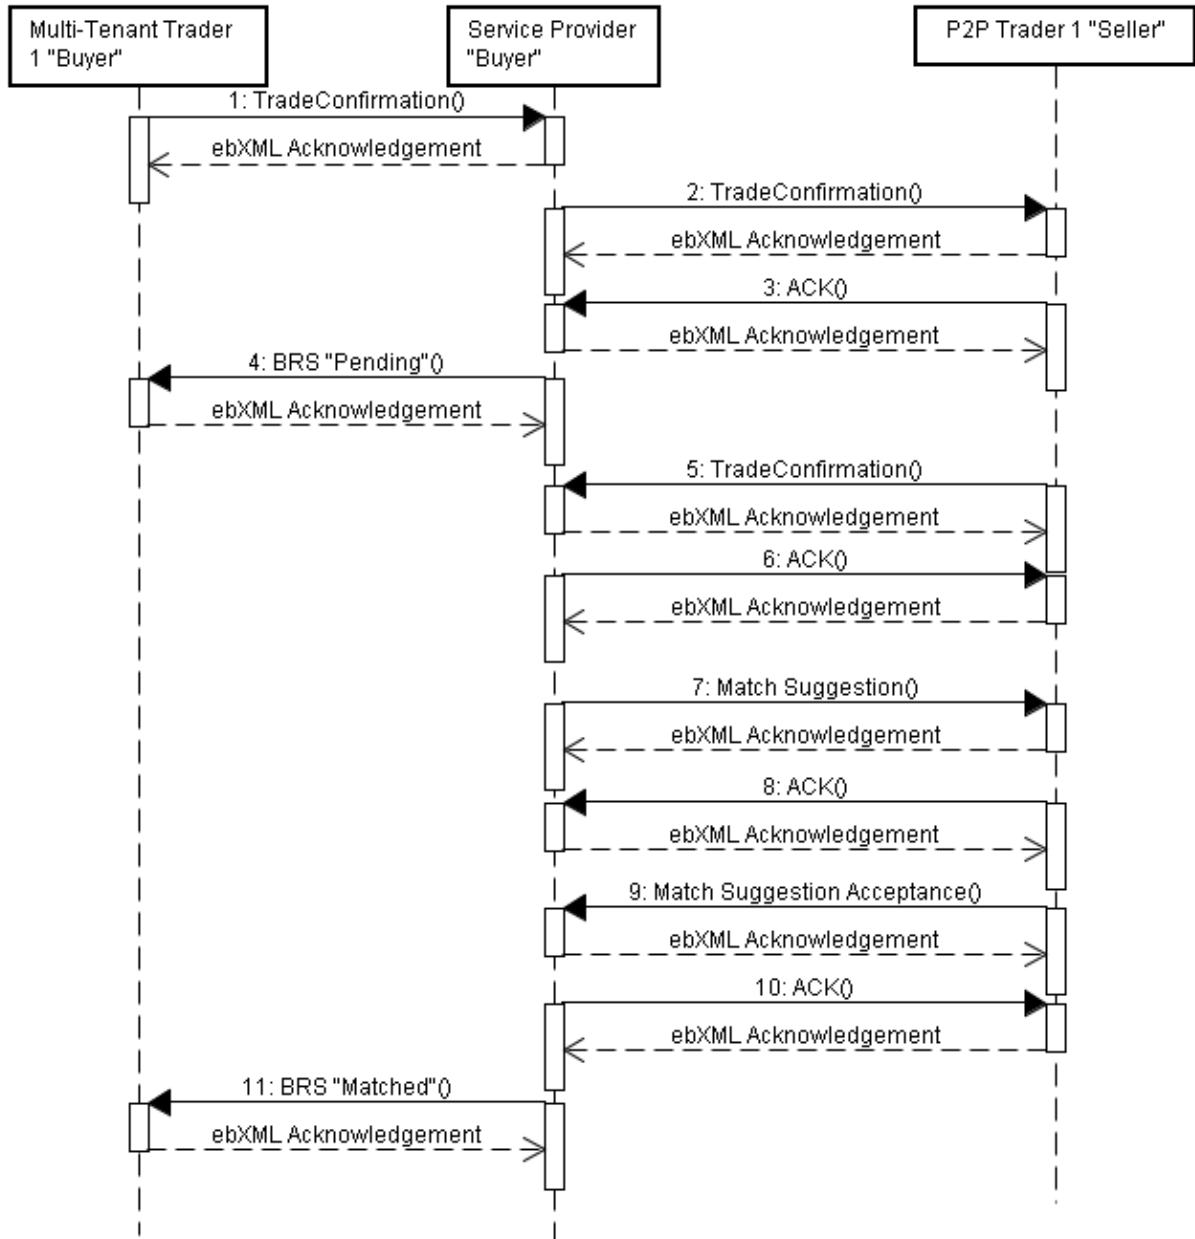 Multi-Tenant Trader
1 "Buyer"
Service Provider
"Buyer"
P2P Trader 1 "Seller"
1: TradeConfirmation()
ebXML Acknowledgement
2: TradeConfirmation()
ebXML Acknowledgement
3: ACK()
ebXML Acknowledgement
4: BRS "Pending"()
ebXML Acknowledgement
5: TradeConfirmation()
ebXML Acknowledgement
6: ACK()
ebXML Acknowledgement
7: Match Suggestion()
ebXML Acknowledgement
8: ACK()
ebXML Acknowledgement
9: Match Suggestion Acceptance()
ebXML Acknowledgement
10: ACK()
ebXML Acknowledgement
11: BRS "Matched"()
ebXML Acknowledgement